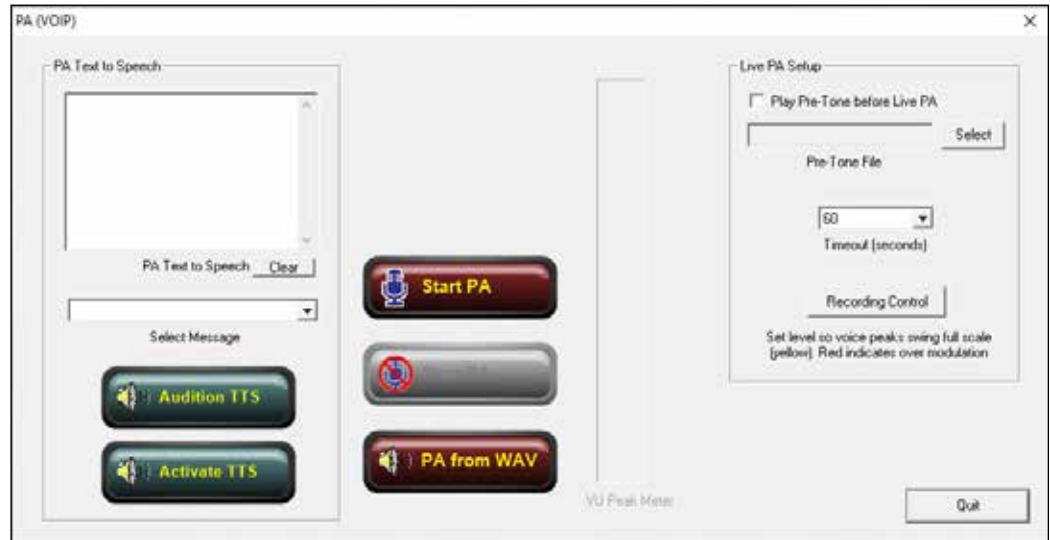 PA (VOIP)
PA Text to Speech
PA Text to Speech Clear
Select Message
Audition TTS
Activate TTS
Start PA
PA from WAV
VU Peak Meter
Live PA Setup
Play Pre-Tone before Live PA
Select
Pre-Tone File
60
Timeout (seconds)
Recording Control
Set level so voice peaks swing full scale
(yellow). Red indicates over modulation
Quit